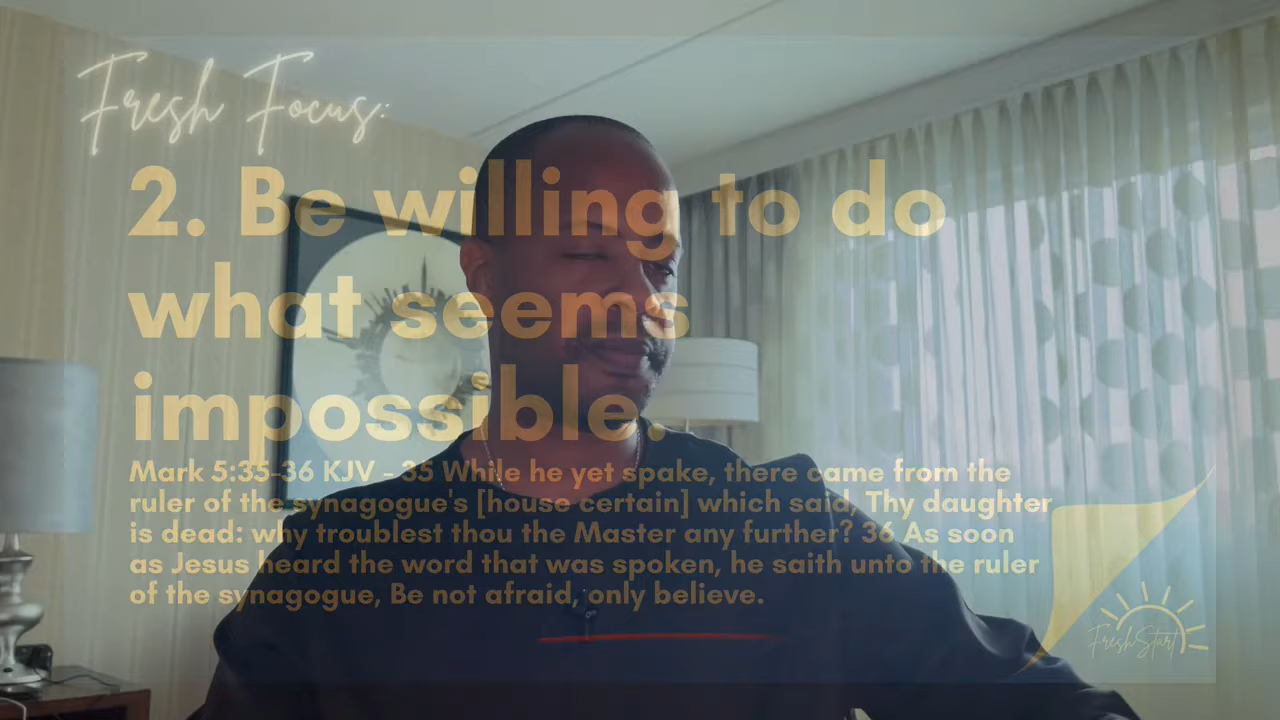 Fresh Focus:
2. Be willing to do
what seems
impossible.
Mark 5:35-36 KJV - 35 While he yet spake, there came from the
ruler of the synagogue's [house certain] which said, Thy daughter
is dead: why troublest thou the Master any further? 36 As soon
as Jesus heard the word that was spoken, he saith unto the ruler
of the synagogue, Be not afraid, only believe.
Fresh Start